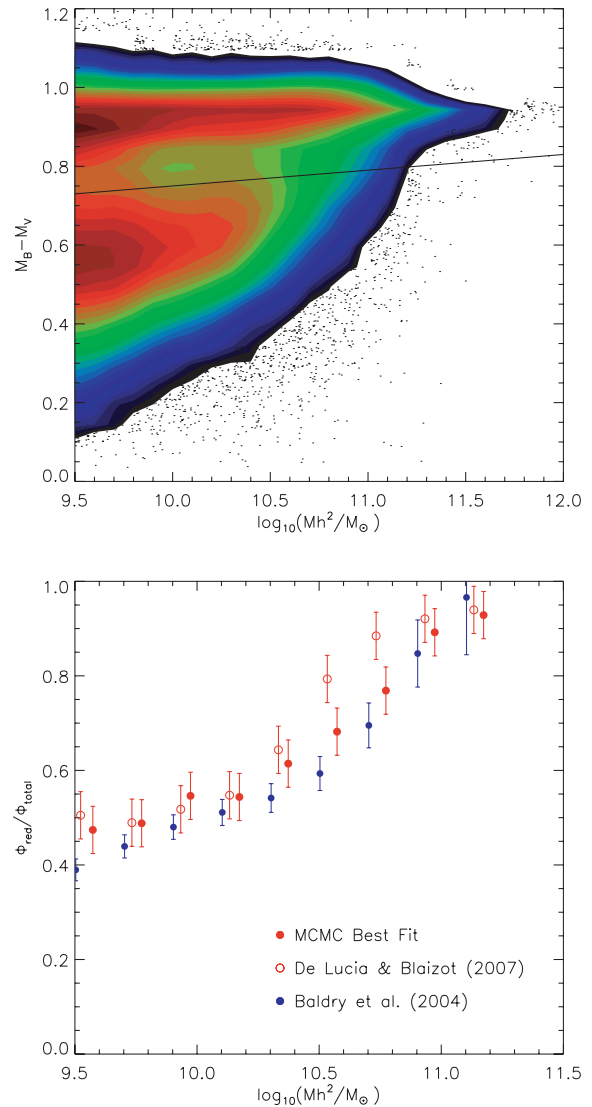 1.2
1.0
0.8
0.6
0.4
0.2
0.0
M_B−M_V
9.5 10.0 10.5 11.0 11.5 12.0
log₁₀(Mh²/M☉)
1.0
0.8
0.6
0.4
0.2
0.0
Φ_red/Φ_total
MCMC Best Fit
De Lucia & Blaizot (2007)
Baldry et al. (2004)
9.5 10.0 10.5 11.0 11.5
log₁₀(Mh²/M☉)